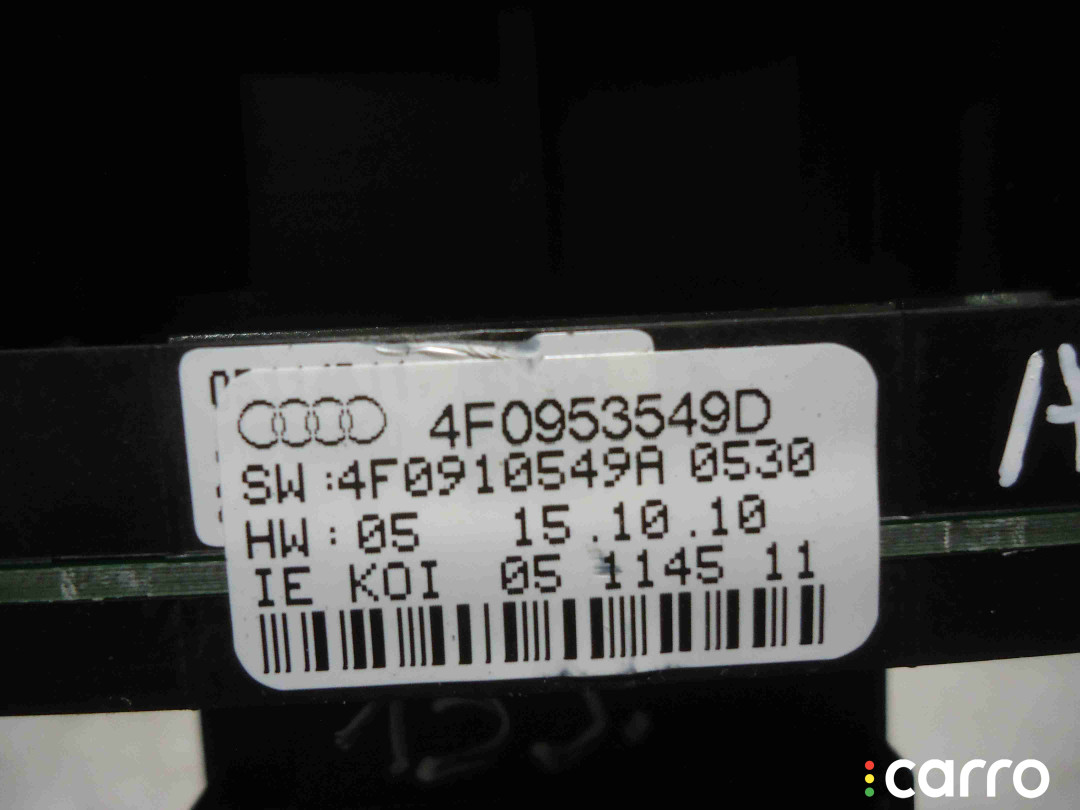 4F0953549D
SW :4F0910549A 0530
HW : 05 15 .10 .10
IE KOI 05 1145 11
carro